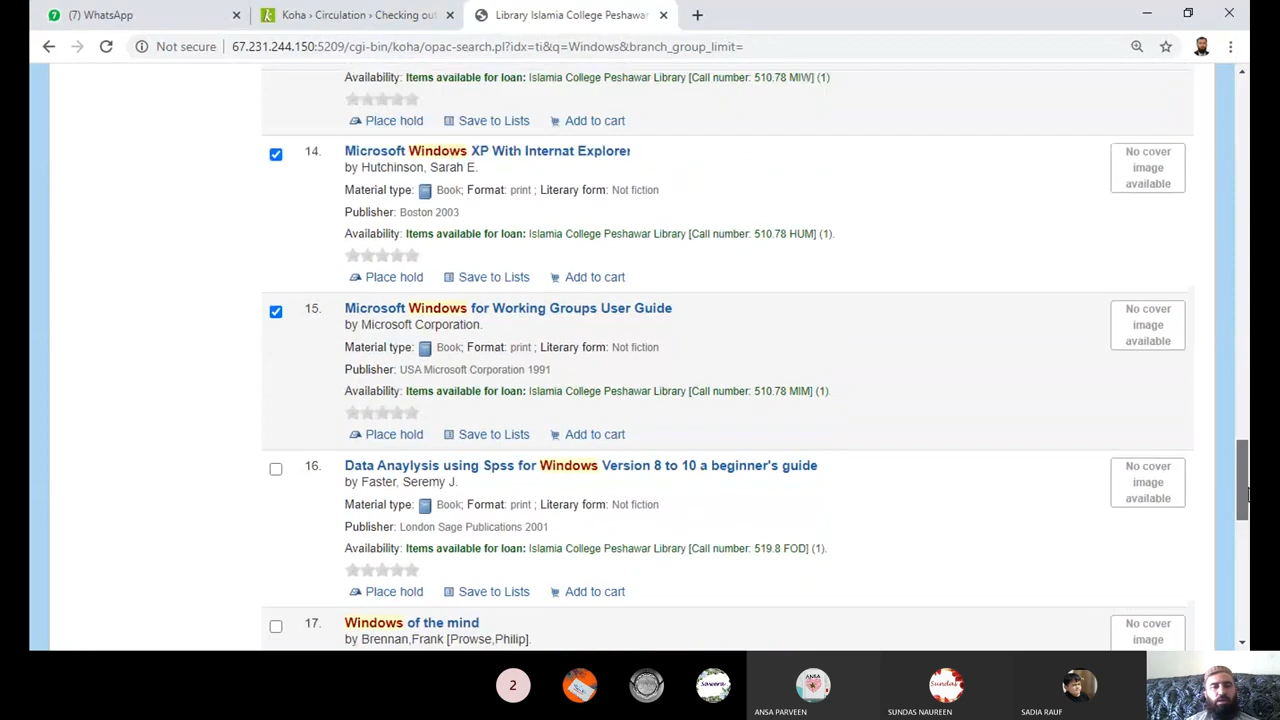 (7) WhatsApp
Koha › Circulation › Checking out
Library Islamia College Peshawar
Not secure 67.231.244.150:5209/cgi-bin/koha/opac-search.pl?idx=ti&q=Windows&branch_group_limit=
Availability: Items available for loan: Islamia College Peshawar Library [Call number: 510.78 MIW] (1)
Place hold Save to Lists Add to cart
14. Microsoft Windows XP With Internat Explorer
by Hutchinson, Sarah E.
Material type: Book; Format: print ; Literary form: Not fiction
Publisher: Boston 2003
Availability: Items available for loan: Islamia College Peshawar Library [Call number: 510.78 HUM] (1).
Place hold Save to Lists Add to cart
No cover
image
available
15. Microsoft Windows for Working Groups User Guide
by Microsoft Corporation.
Material type: Book; Format: print ; Literary form: Not fiction
Publisher: USA Microsoft Corporation 1991
Availability: Items available for loan: Islamia College Peshawar Library [Call number: 510.78 MIM] (1).
Place hold Save to Lists Add to cart
No cover
image
available
16. Data Anaylysis using Spss for Windows Version 8 to 10 a beginner's guide
by Faster, Seremy J.
Material type: Book; Format: print ; Literary form: Not fiction
Publisher: London Sage Publications 2001
Availability: Items available for loan: Islamia College Peshawar Library [Call number: 519.8 FOD] (1).
Place hold Save to Lists Add to cart
No cover
image
available
17. Windows of the mind
by Brennan,Frank [Prowse,Philip].
No cover
image
2
Sawera
ANSA
Sundas
ANSA PARVEEN
SUNDAS NAUREEN
SADIA RAUF